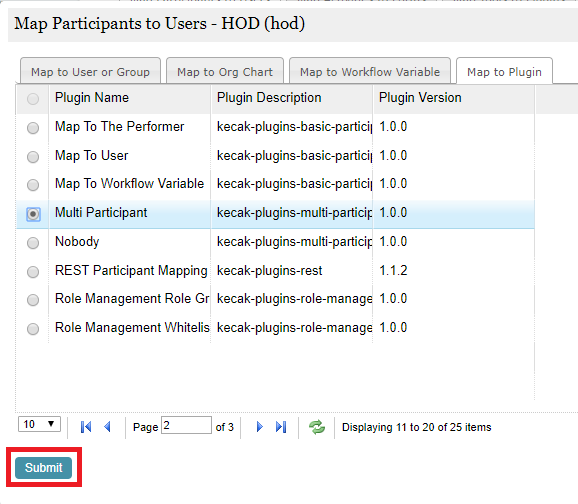 Map Participants to Users - HOD (hod)
Map to User or Group Map to Org Chart Map to Workflow Variable Map to Plugin
Plugin Name Plugin Description Plugin Version
Map To The Performer kecak-plugins-basic-particip 1.0.0
Map To User kecak-plugins-basic-particip 1.0.0
Map To Workflow Variable kecak-plugins-basic-particip 1.0.0
Multi Participant kecak-plugins-multi-particip 1.0.0
Nobody kecak-plugins-multi-particip 1.0.0
REST Participant Mapping kecak-plugins-rest 1.1.2
Role Management Role Gr kecak-plugins-role-manage 1.0.0
Role Management Whitelis kecak-plugins-role-manage 1.0.0
10 Page 2 of 3 Displaying 11 to 20 of 25 items
Submit